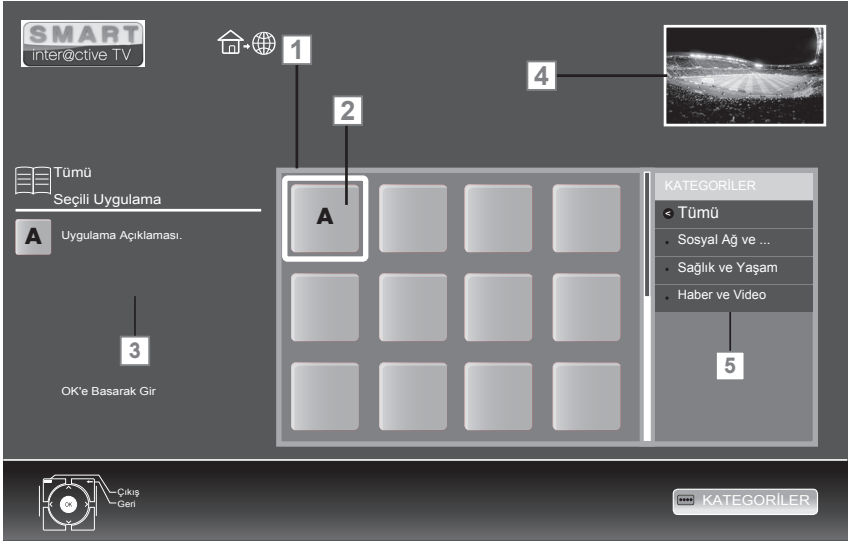 SMART
inter@ctive TV
1
4
2
Tümü
Seçili Uygulama
A
Uygulama Açıklaması.
3
OK'e Basarak Gir
A
KATEGORİLER
Tümü
Sosyal Ağ ve ...
Sağlık ve Yaşam
Haber ve Video
5
OK
Çıkış
Geri
KATEGORİLER